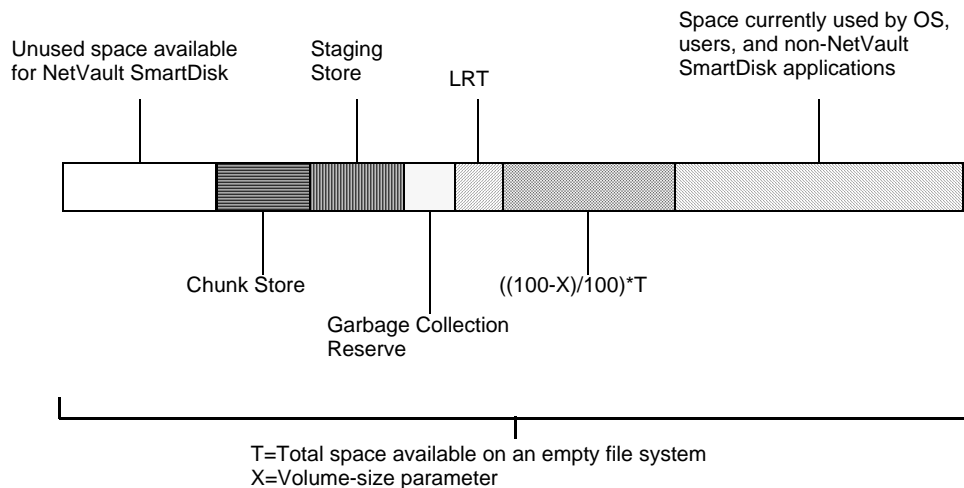 Unused space available
for NetVault SmartDisk
Staging
Store
LRT
Space currently used by OS,
users, and non-NetVault
SmartDisk applications
Chunk Store
Garbage Collection
Reserve
((100-X)/100)*T
T=Total space available on an empty file system
X=Volume-size parameter